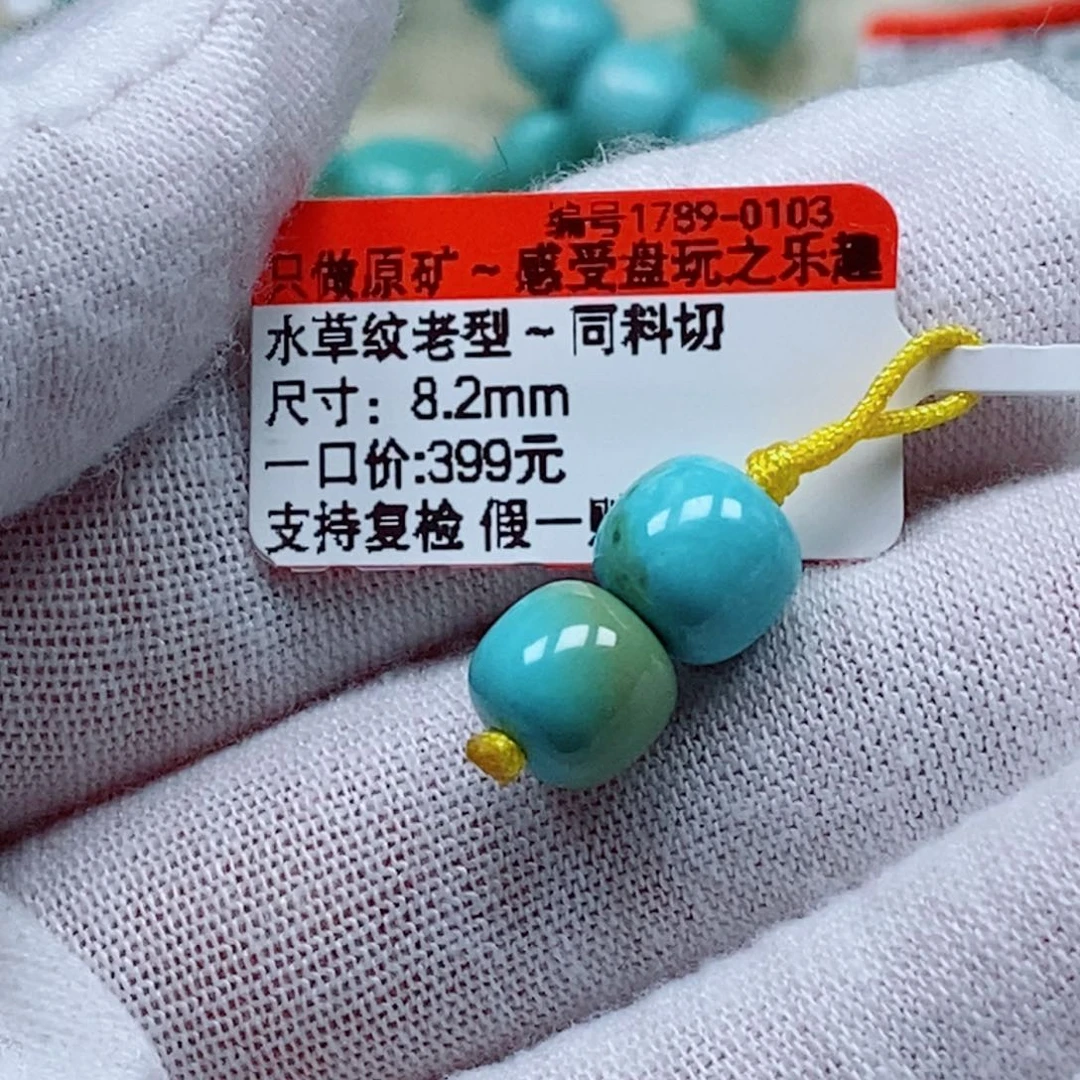 编号1789-0103
只做原矿~感受盘玩之乐趣
水草纹老型~同料切
尺寸：8.2mm
一口价:399元
支持复检 假一